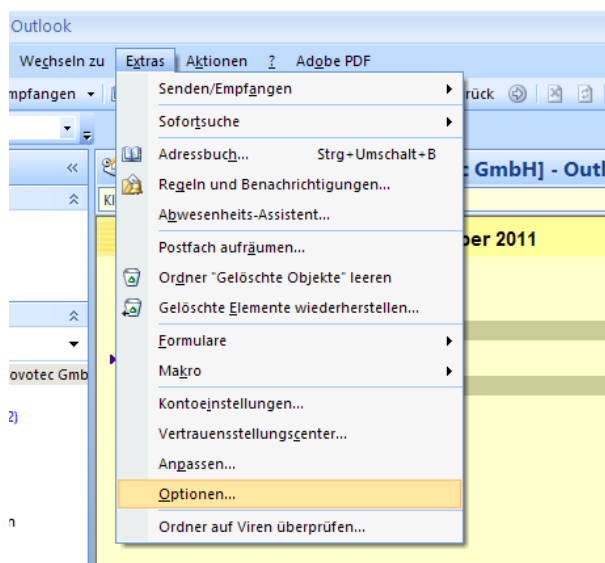 Outlook
Wechseln zu Extras Aktionen ? Adobe PDF
mpfangen rück
Senden/Empfangen
Sofortsuche
Adressbuch... Strg+Umschalt+B
GmbH] - Outl
Regeln und Benachrichtigungen...
Kl
Abwesenheits-Assistent...
ber 2011
Postfach aufräumen...
Ordner "Gelöschte Objekte" leeren
Gelöschte Elemente wiederherstellen...
Formulare
Makro
ovotec Gmb
Kontoeinstellungen...
2)
Vertrauensstellungscenter...
Anpassen...
Optionen...
n
Ordner auf Viren überprüfen...